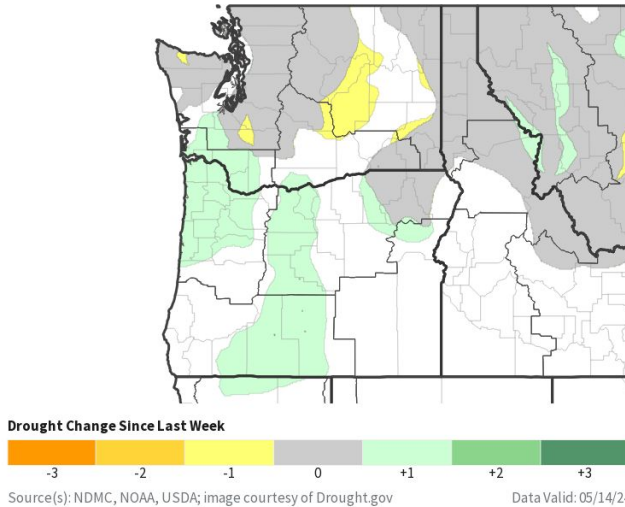 Drought Change Since Last Week
-3 -2 -1 0 +1 +2 +3
Source(s): NDMC, NOAA, USDA; image courtesy of Drought.gov Data Valid: 05/14/24